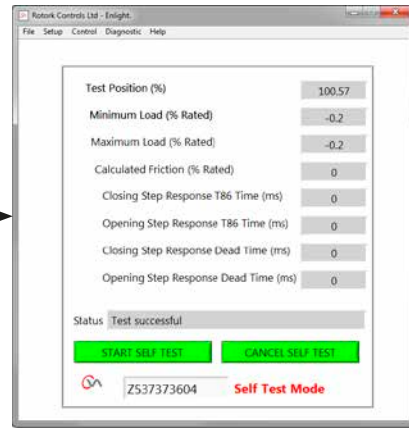 Rotork Controls Ltd - Enlight.
File Setup Control Diagnostic Help
Test Position (%) 100.57
Minimum Load (% Rated) -0.2
Maximum Load (% Rated) -0.2
Calculated Friction (% Rated) 0
Closing Step Response T86 Time (ms) 0
Opening Step Response T86 Time (ms) 0
Closing Step Response Dead Time (ms) 0
Opening Step Response Dead Time (ms) 0
Status Test successful
START SELF TEST CANCEL SELF TEST
Z537373604 Self Test Mode